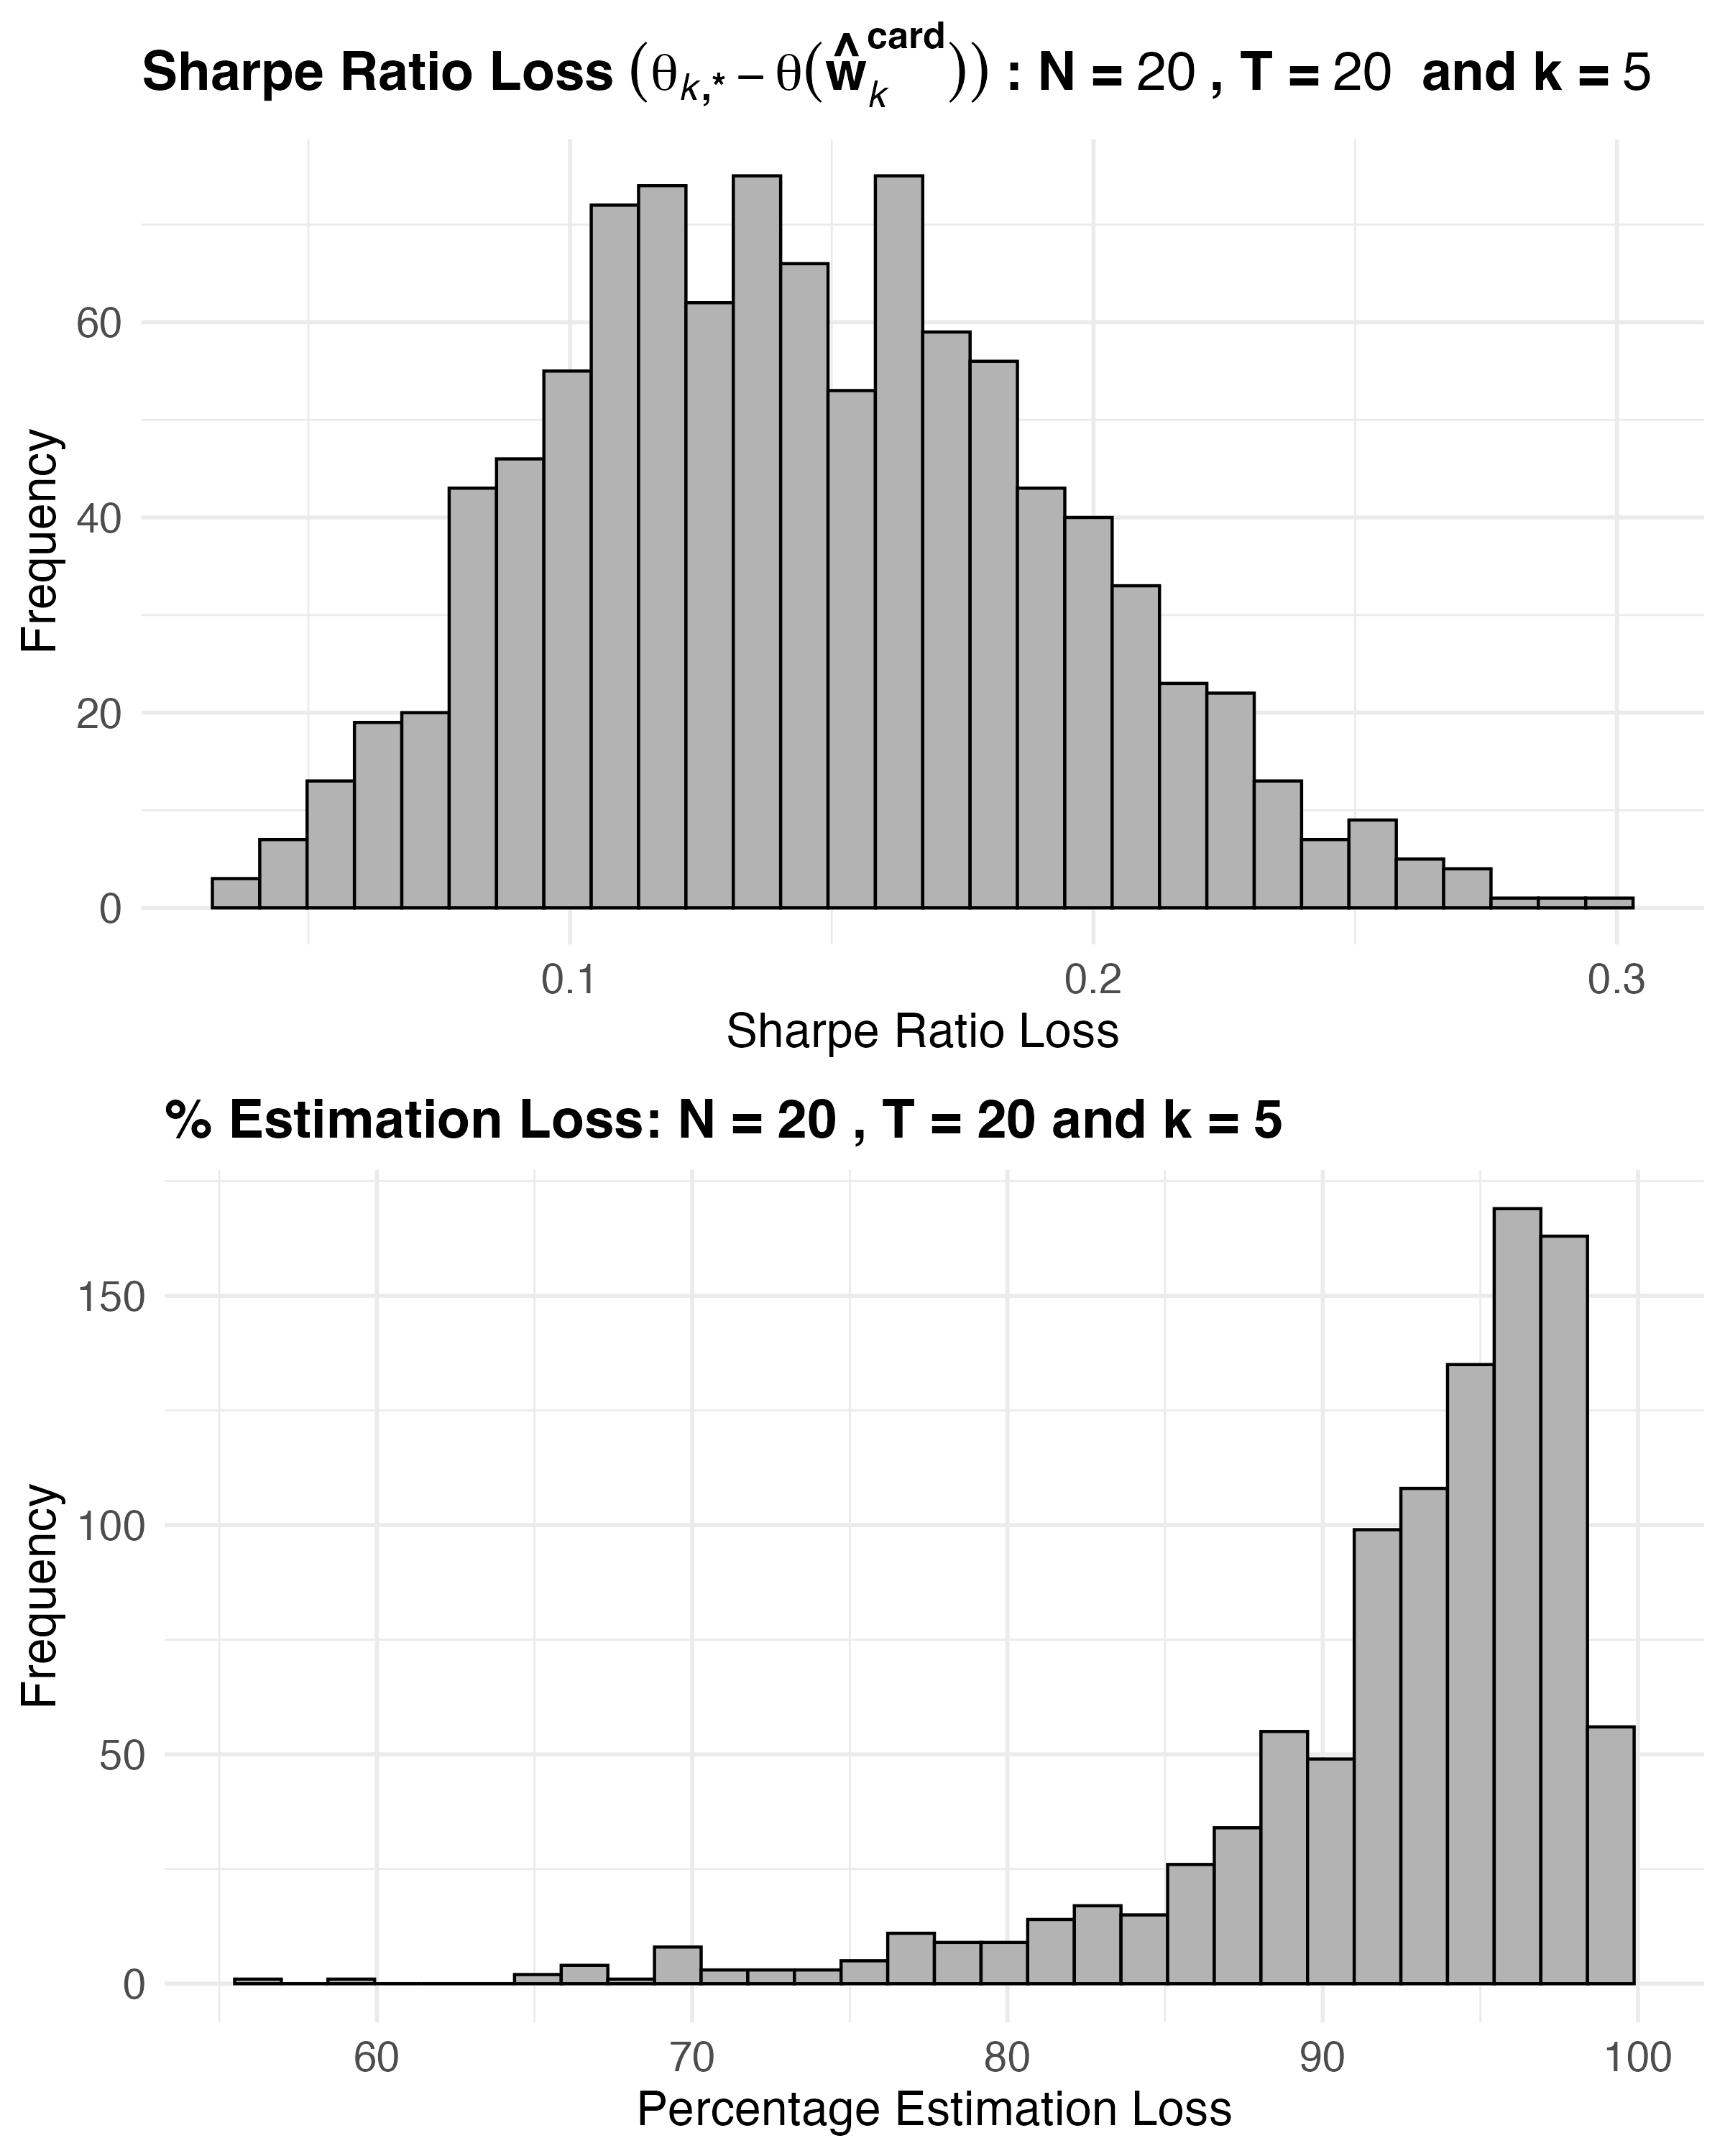 Sharpe Ratio Loss (θk,* − θ(ŵk^card)) : N = 20 , T = 20 and k = 5
Frequency
60
40
20
0
0.1 0.2 0.3
Sharpe Ratio Loss
% Estimation Loss: N = 20 , T = 20 and k = 5
Frequency
150
100
50
0
60 70 80 90 100
Percentage Estimation Loss